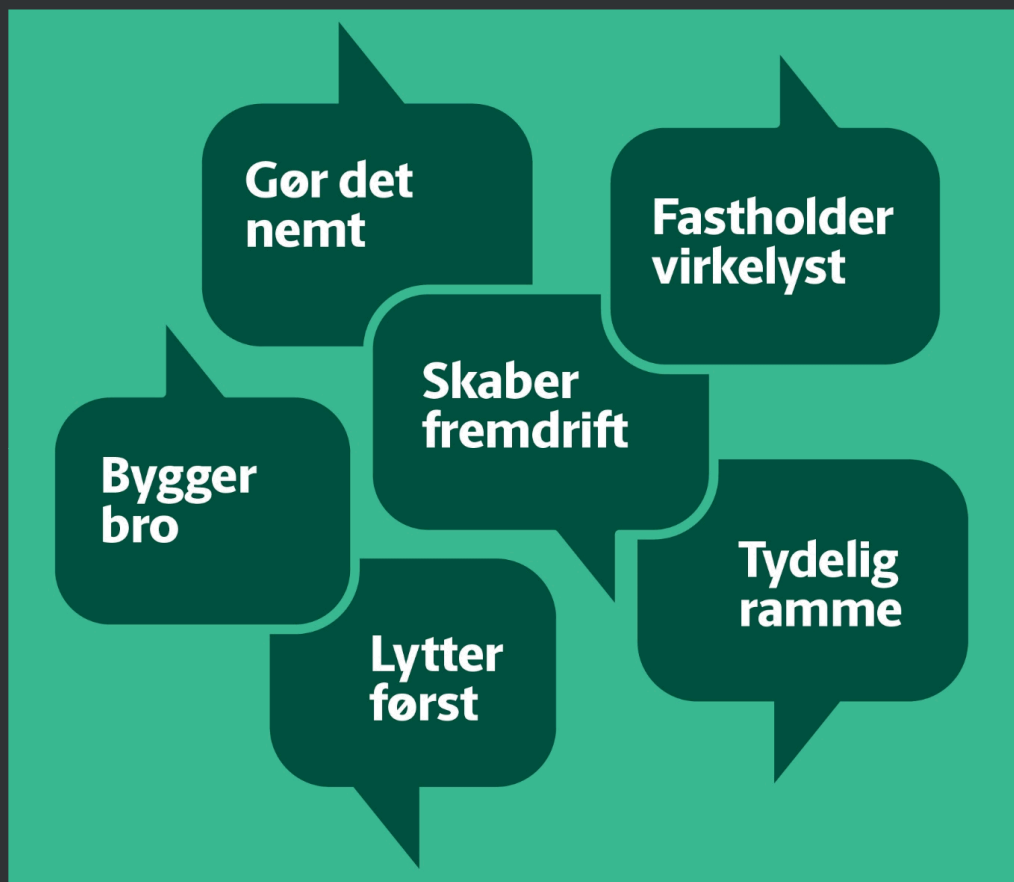 Gør det
nemt
Fastholder
virkelyst
Skaber
fremdrift
Bygger
bro
Tydelig
ramme
Lytter
først